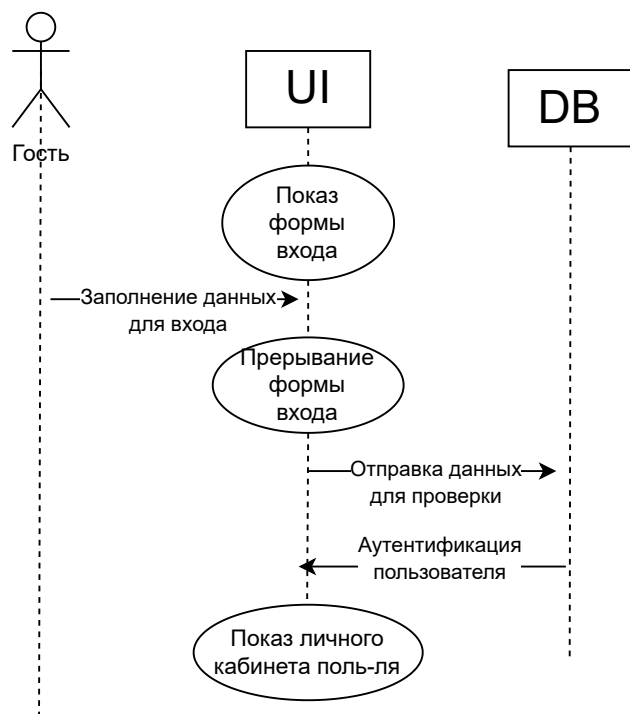 UI
DB
Гость
Показ
формы
входа
Заполнение данных
для входа
Прерывание
формы
входа
Отправка данных
для проверки
Аутентификация
пользователя
Показ личного
кабинета поль-ля